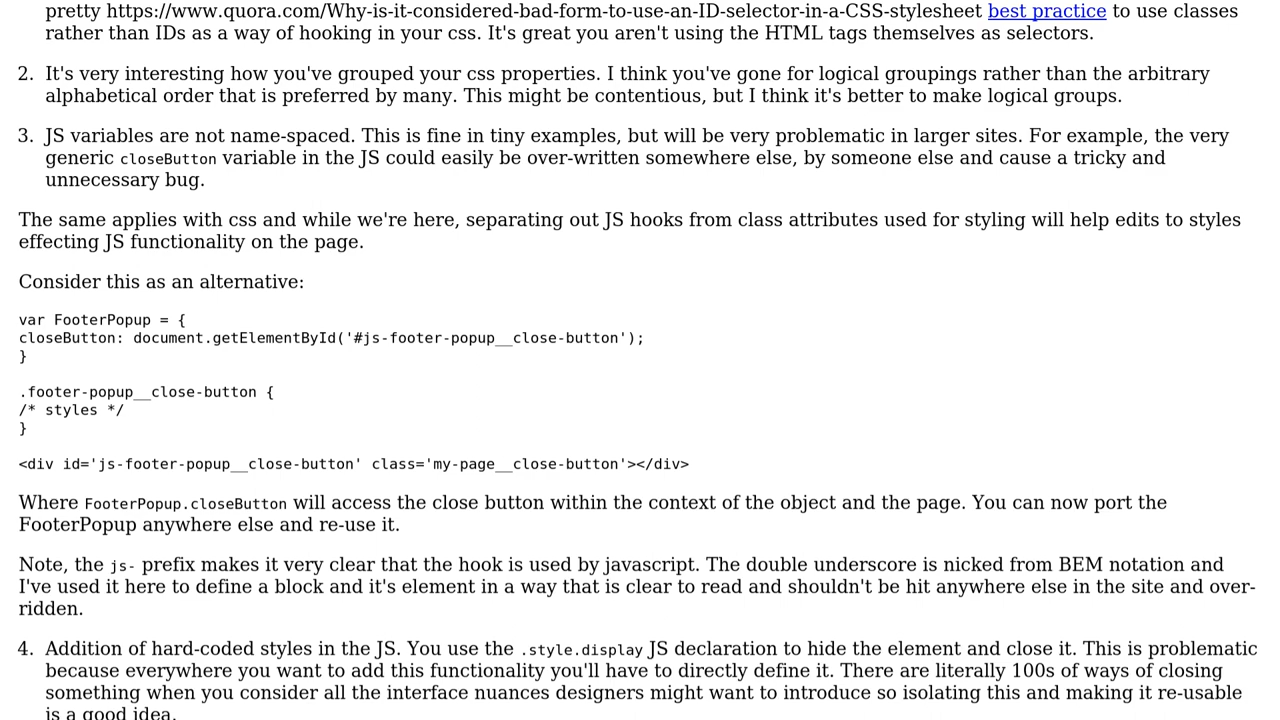 pretty https://www.quora.com/Why-is-it-considered-bad-form-to-use-an-ID-selector-in-a-CSS-stylesheet best practice to use classes
rather than IDs as a way of hooking in your css. It's great you aren't using the HTML tags themselves as selectors.
2. It's very interesting how you've grouped your css properties. I think you've gone for logical groupings rather than the arbitrary
alphabetical order that is preferred by many. This might be contentious, but I think it's better to make logical groups.
3. JS variables are not name-spaced. This is fine in tiny examples, but will be very problematic in larger sites. For example, the very
generic closeButton variable in the JS could easily be over-written somewhere else, by someone else and cause a tricky and
unnecessary bug.
The same applies with css and while we're here, separating out JS hooks from class attributes used for styling will help edits to styles
effecting JS functionality on the page.
Consider this as an alternative:
var FooterPopup = {
closeButton: document.getElementById('#js-footer-popup__close-button');
}
.footer-popup__close-button {
/* styles */
}
<div id='js-footer-popup__close-button' class='my-page__close-button'></div>
Where FooterPopup.closeButton will access the close button within the context of the object and the page. You can now port the
FooterPopup anywhere else and re-use it.
Note, the js- prefix makes it very clear that the hook is used by javascript. The double underscore is nicked from BEM notation and
I've used it here to define a block and it's element in a way that is clear to read and shouldn't be hit anywhere else in the site and over-
ridden.
4. Addition of hard-coded styles in the JS. You use the .style.display JS declaration to hide the element and close it. This is problematic
because everywhere you want to add this functionality you'll have to directly define it. There are literally 100s of ways of closing
something when you consider all the interface nuances designers might want to introduce so isolating this and making it re-usable
is a good idea.